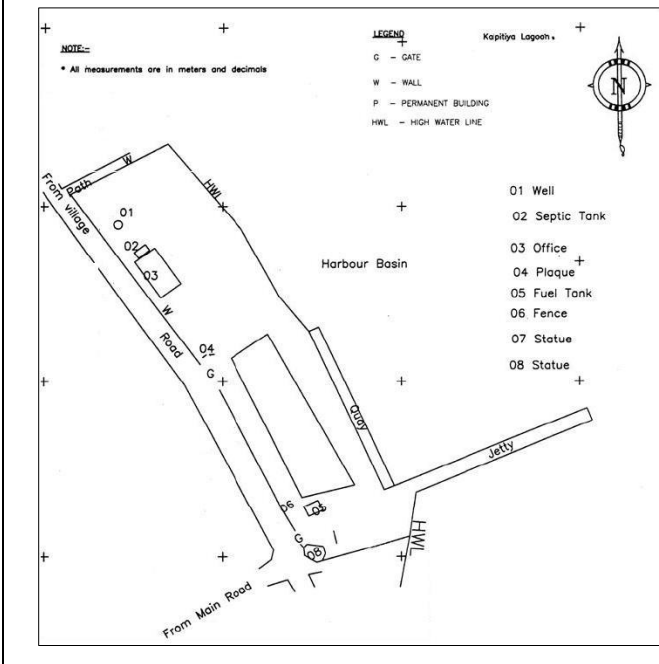 NOTE:-
* All measurements are in meters and decimals
LEGEND
G - GATE
W - WALL
P - PERMANENT BUILDING
HWL - HIGH WATER LINE
Kapitiya Lagoon.
N
01 Well
02 Septic Tank
03 Office
04 Plaque
05 Fuel Tank
06 Fence
07 Statue
08 Statue
From village
Path
W
HWL
01
02
03
Harbour Basin
W
Road
04
G
Quay
Jetty
06
05
G
08
HWL
From Main Road